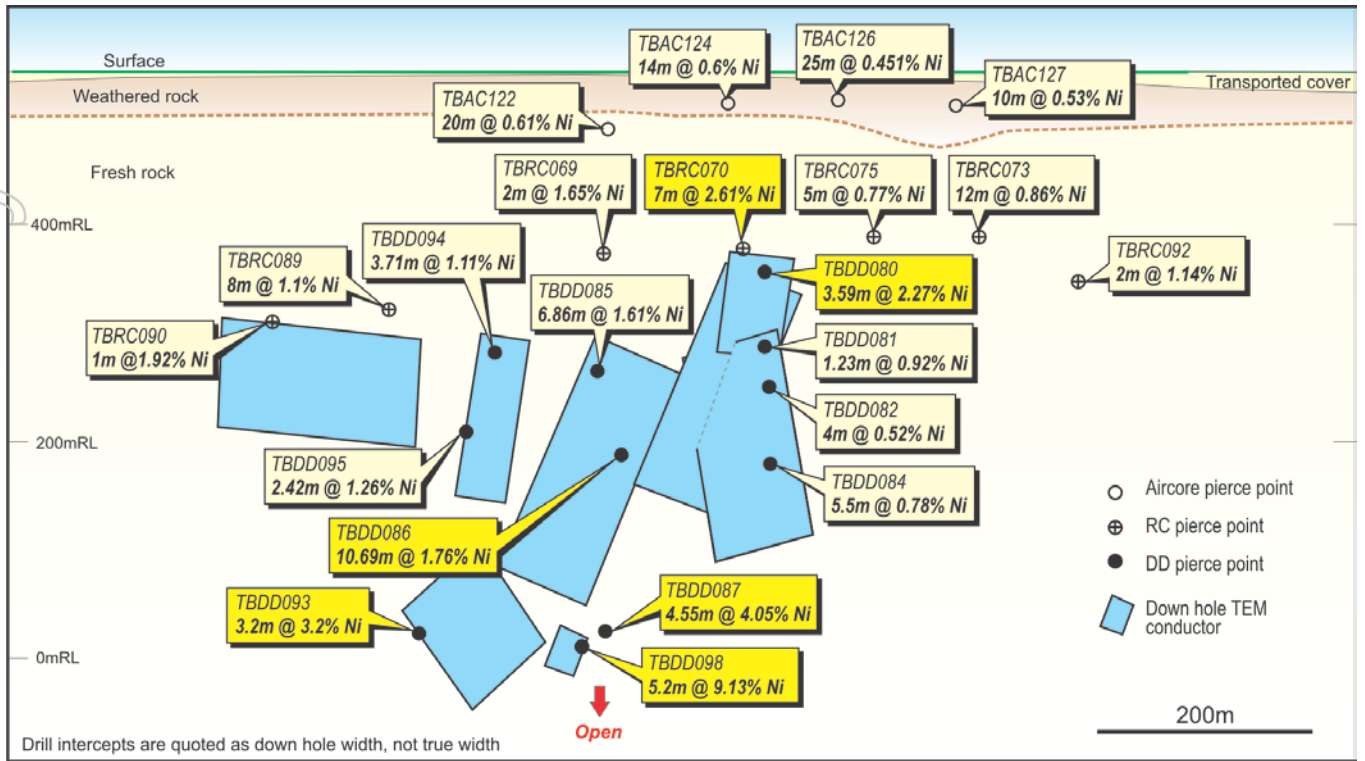 Surface
Weathered rock
Fresh rock
Transported cover
TBAC122
20m @ 0.61% Ni
TBAC124
14m @ 0.6% Ni
TBAC126
25m @ 0.451% Ni
TBAC127
10m @ 0.53% Ni
TBRC069
2m @ 1.65% Ni
TBRC070
7m @ 2.61% Ni
TBRC075
5m @ 0.77% Ni
TBRC073
12m @ 0.86% Ni
400mRL
TBRC089
8m @ 1.1% Ni
TBDD094
3.71m @ 1.11% Ni
TBDD085
6.86m @ 1.61% Ni
TBDD080
3.59m @ 2.27% Ni
TBRC092
2m @ 1.14% Ni
TBRC090
1m @1.92% Ni
TBDD081
1.23m @ 0.92% Ni
TBDD082
4m @ 0.52% Ni
200mRL
TBDD095
2.42m @ 1.26% Ni
TBDD084
5.5m @ 0.78% Ni
TBDD086
10.69m @ 1.76% Ni
TBDD093
3.2m @ 3.2% Ni
TBDD087
4.55m @ 4.05% Ni
0mRL
TBDD098
5.2m @ 9.13% Ni
Open
Aircore pierce point
RC pierce point
DD pierce point
Down hole TEM
conductor
200m
Drill intercepts are quoted as down hole width, not true width